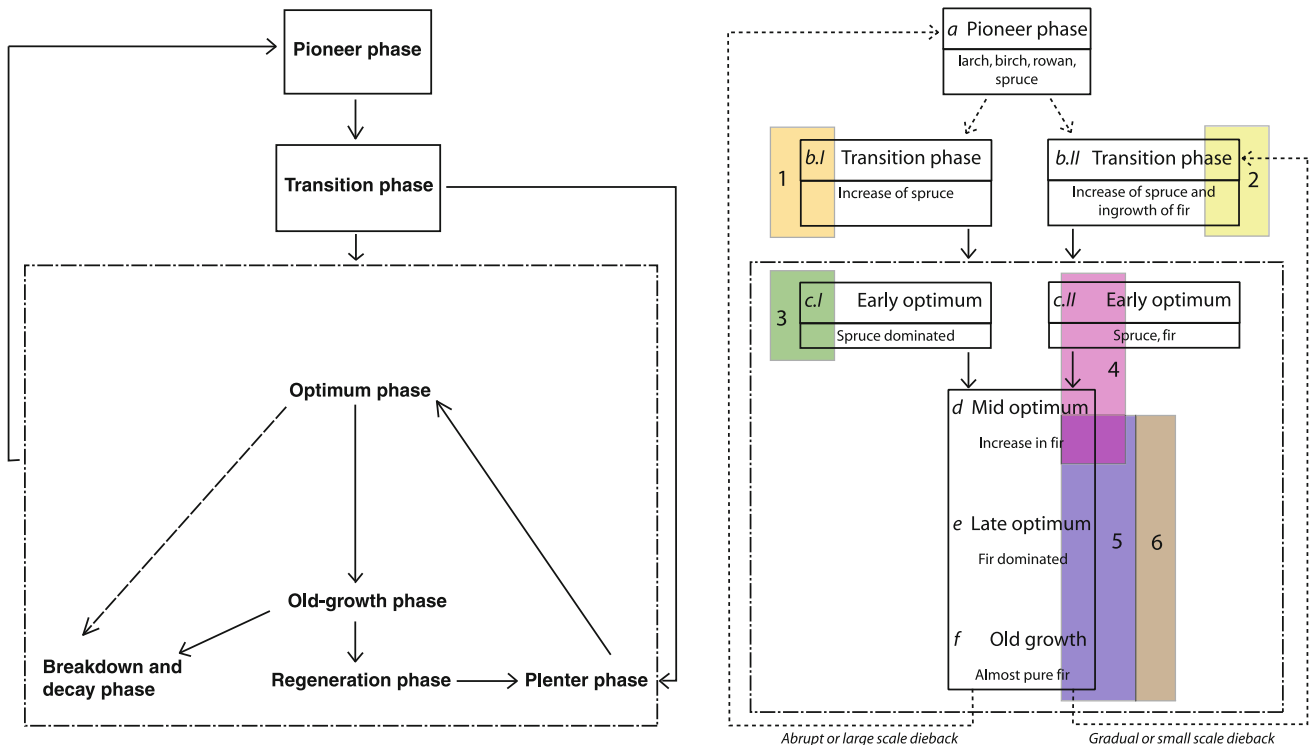 Pioneer phase
Transition phase
Optimum phase
Old-growth phase
Breakdown and
decay phase
Regeneration phase
Plenter phase
a Pioneer phase
larch, birch, rowan,
spruce
1
b.I Transition phase
Increase of spruce
b.II Transition phase
Increase of spruce and
ingrowth of fir
2
3
c.I Early optimum
Spruce dominated
c.II Early optimum
Spruce, fir
4
d Mid optimum
Increase in fir
e Late optimum
Fir dominated
5
6
f Old growth
Almost pure fir
Abrupt or large scale dieback
Gradual or small scale dieback